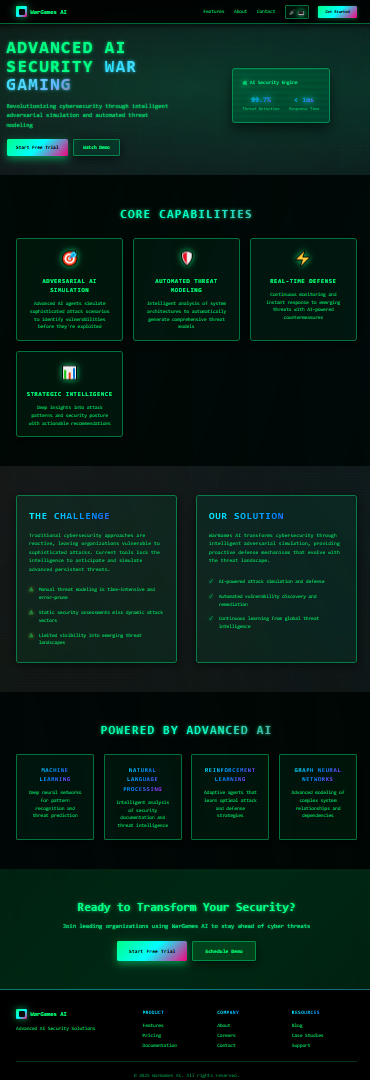 WarGames AI
Features About Contact
Get Started
ADVANCED AI
SECURITY WAR
GAMING
Revolutionizing cybersecurity through intelligent
adversarial simulation and automated threat
modeling
Start Free Trial Watch Demo
AI Security Engine
99.7% < 1ms
Threat Detection Response Time
CORE CAPABILITIES
ADVERSARIAL AI
SIMULATION
Advanced AI agents simulate
sophisticated attack scenarios
to identify vulnerabilities
before they're exploited
AUTOMATED THREAT
MODELING
Intelligent analysis of system
architectures to automatically
generate comprehensive threat
models
REAL-TIME DEFENSE
Continuous monitoring and
instant response to emerging
threats with AI-powered
countermeasures
STRATEGIC INTELLIGENCE
Deep insights into attack
patterns and security posture
with actionable recommendations
THE CHALLENGE
Traditional cybersecurity approaches are
reactive, leaving organizations vulnerable to
sophisticated attacks. Current tools lack the
intelligence to anticipate and simulate
advanced persistent threats.
Manual threat modeling is time-intensive and
error-prone
Static security assessments miss dynamic attack
vectors
Limited visibility into emerging threat
landscapes
OUR SOLUTION
WarGames AI transforms cybersecurity through
intelligent adversarial simulation, providing
proactive defense mechanisms that evolve with
the threat landscape.
✓ AI-powered attack simulation and defense
✓ Automated vulnerability discovery and
remediation
✓ Continuous learning from global threat
intelligence
POWERED BY ADVANCED AI
MACHINE
LEARNING
Deep neural networks
for pattern
recognition and
threat prediction
NATURAL
LANGUAGE
PROCESSING
Intelligent analysis
of security
documentation and
threat intelligence
REINFORCEMENT
LEARNING
Adaptive agents that
learn optimal attack
and defense
strategies
GRAPH NEURAL
NETWORKS
Advanced modeling of
complex system
relationships and
dependencies
Ready to Transform Your Security?
Join leading organizations using WarGames AI to stay ahead of cyber threats
Start Free Trial Schedule Demo
WarGames AI
Advanced AI Security Solutions
PRODUCT
Features
Pricing
Documentation
COMPANY
About
Careers
Contact
RESOURCES
Blog
Case Studies
Support
© 2025 WarGames AI. All rights reserved.